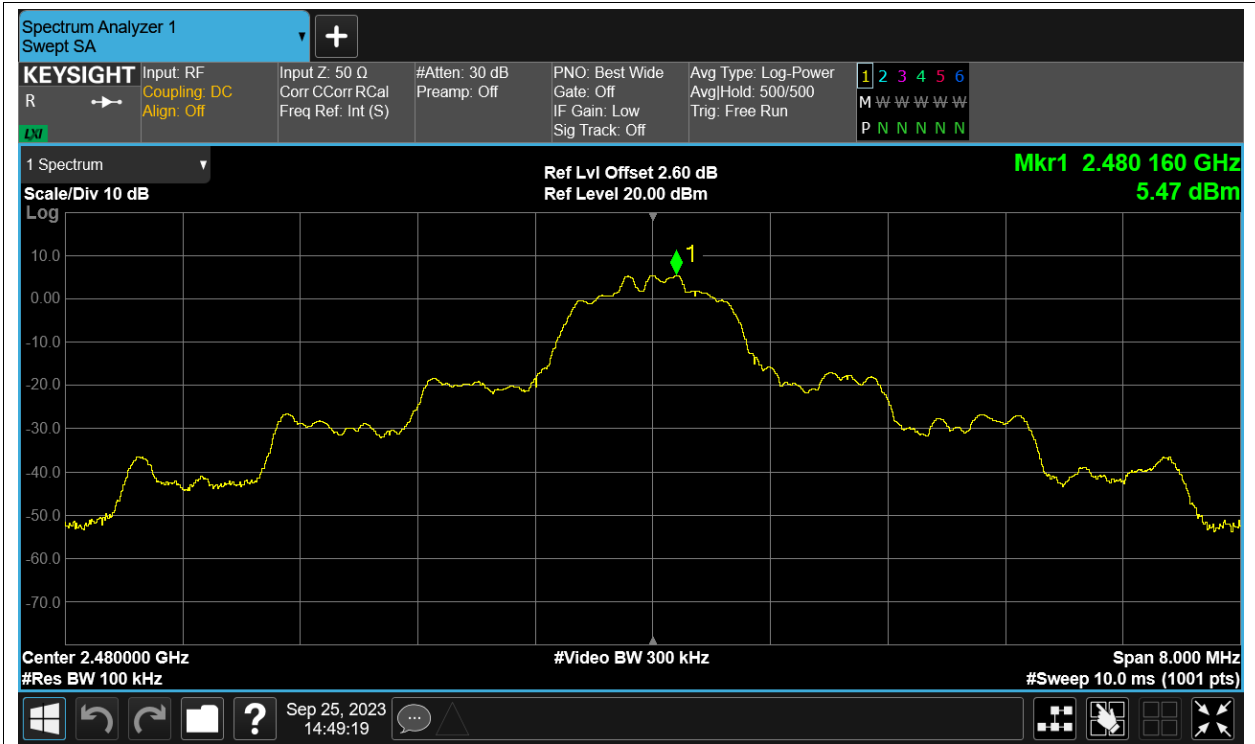 Spectrum Analyzer 1
Swept SA
KEYSIGHT
R
LXI
Input: RF
Coupling: DC
Align: Off
Input Z: 50 Ω
Corr CCorr RCal
Freq Ref: Int (S)
#Atten: 30 dB
Preamp: Off
PNO: Best Wide
Gate: Off
IF Gain: Low
Sig Track: Off
Avg Type: Log-Power
Avg|Hold: 500/500
Trig: Free Run
1 2 3 4 5 6
M W W W W W
P N N N N N
1 Spectrum
Scale/Div 10 dB
Log
Ref Lvl Offset 2.60 dB
Ref Level 20.00 dBm
Mkr1 2.480 160 GHz
5.47 dBm
1
10.0
0.00
-10.0
-20.0
-30.0
-40.0
-50.0
-60.0
-70.0
Center 2.480000 GHz
#Video BW 300 kHz
Span 8.000 MHz
#Res BW 100 kHz
#Sweep 10.0 ms (1001 pts)
?
Sep 25, 2023
14:49:19